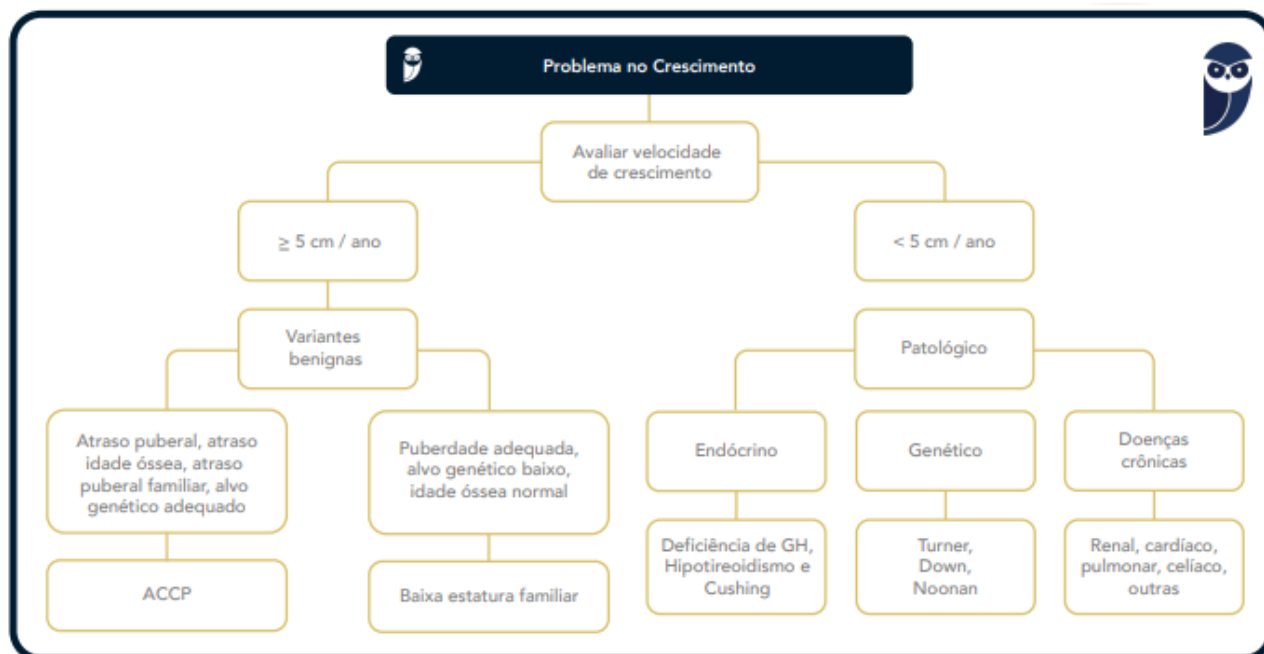 Problema no Crescimento
Avaliar velocidade
de crescimento
≥ 5 cm / ano
< 5 cm / ano
Variantes
benignas
Patológico
Atraso puberal, atraso
idade óssea, atraso
puberal familiar, alvo
genético adequado
Puberdade adequada,
alvo genético baixo,
idade óssea normal
Endócrino
Genético
Doenças
crônicas
ACCP
Baixa estatura familiar
Deficiência de GH,
Hipotireoidismo e
Cushing
Turner,
Down,
Noonan
Renal, cardíaco,
pulmonar, celíaco,
outras